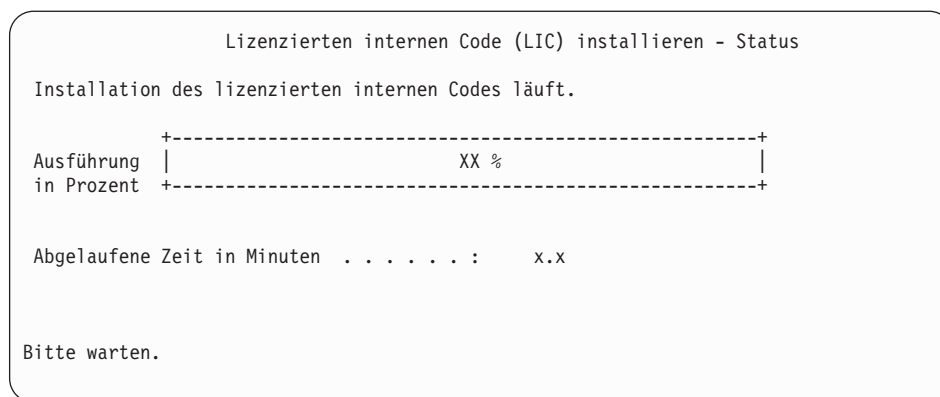 Lizenzierten internen Code (LIC) installieren - Status
Installation des lizenzierten internen Codes läuft.
+------------------------------------------------------+
Ausführung | XX % |
in Prozent +------------------------------------------------------+
Abgelaufene Zeit in Minuten . . . . . . : x.x
Bitte warten.